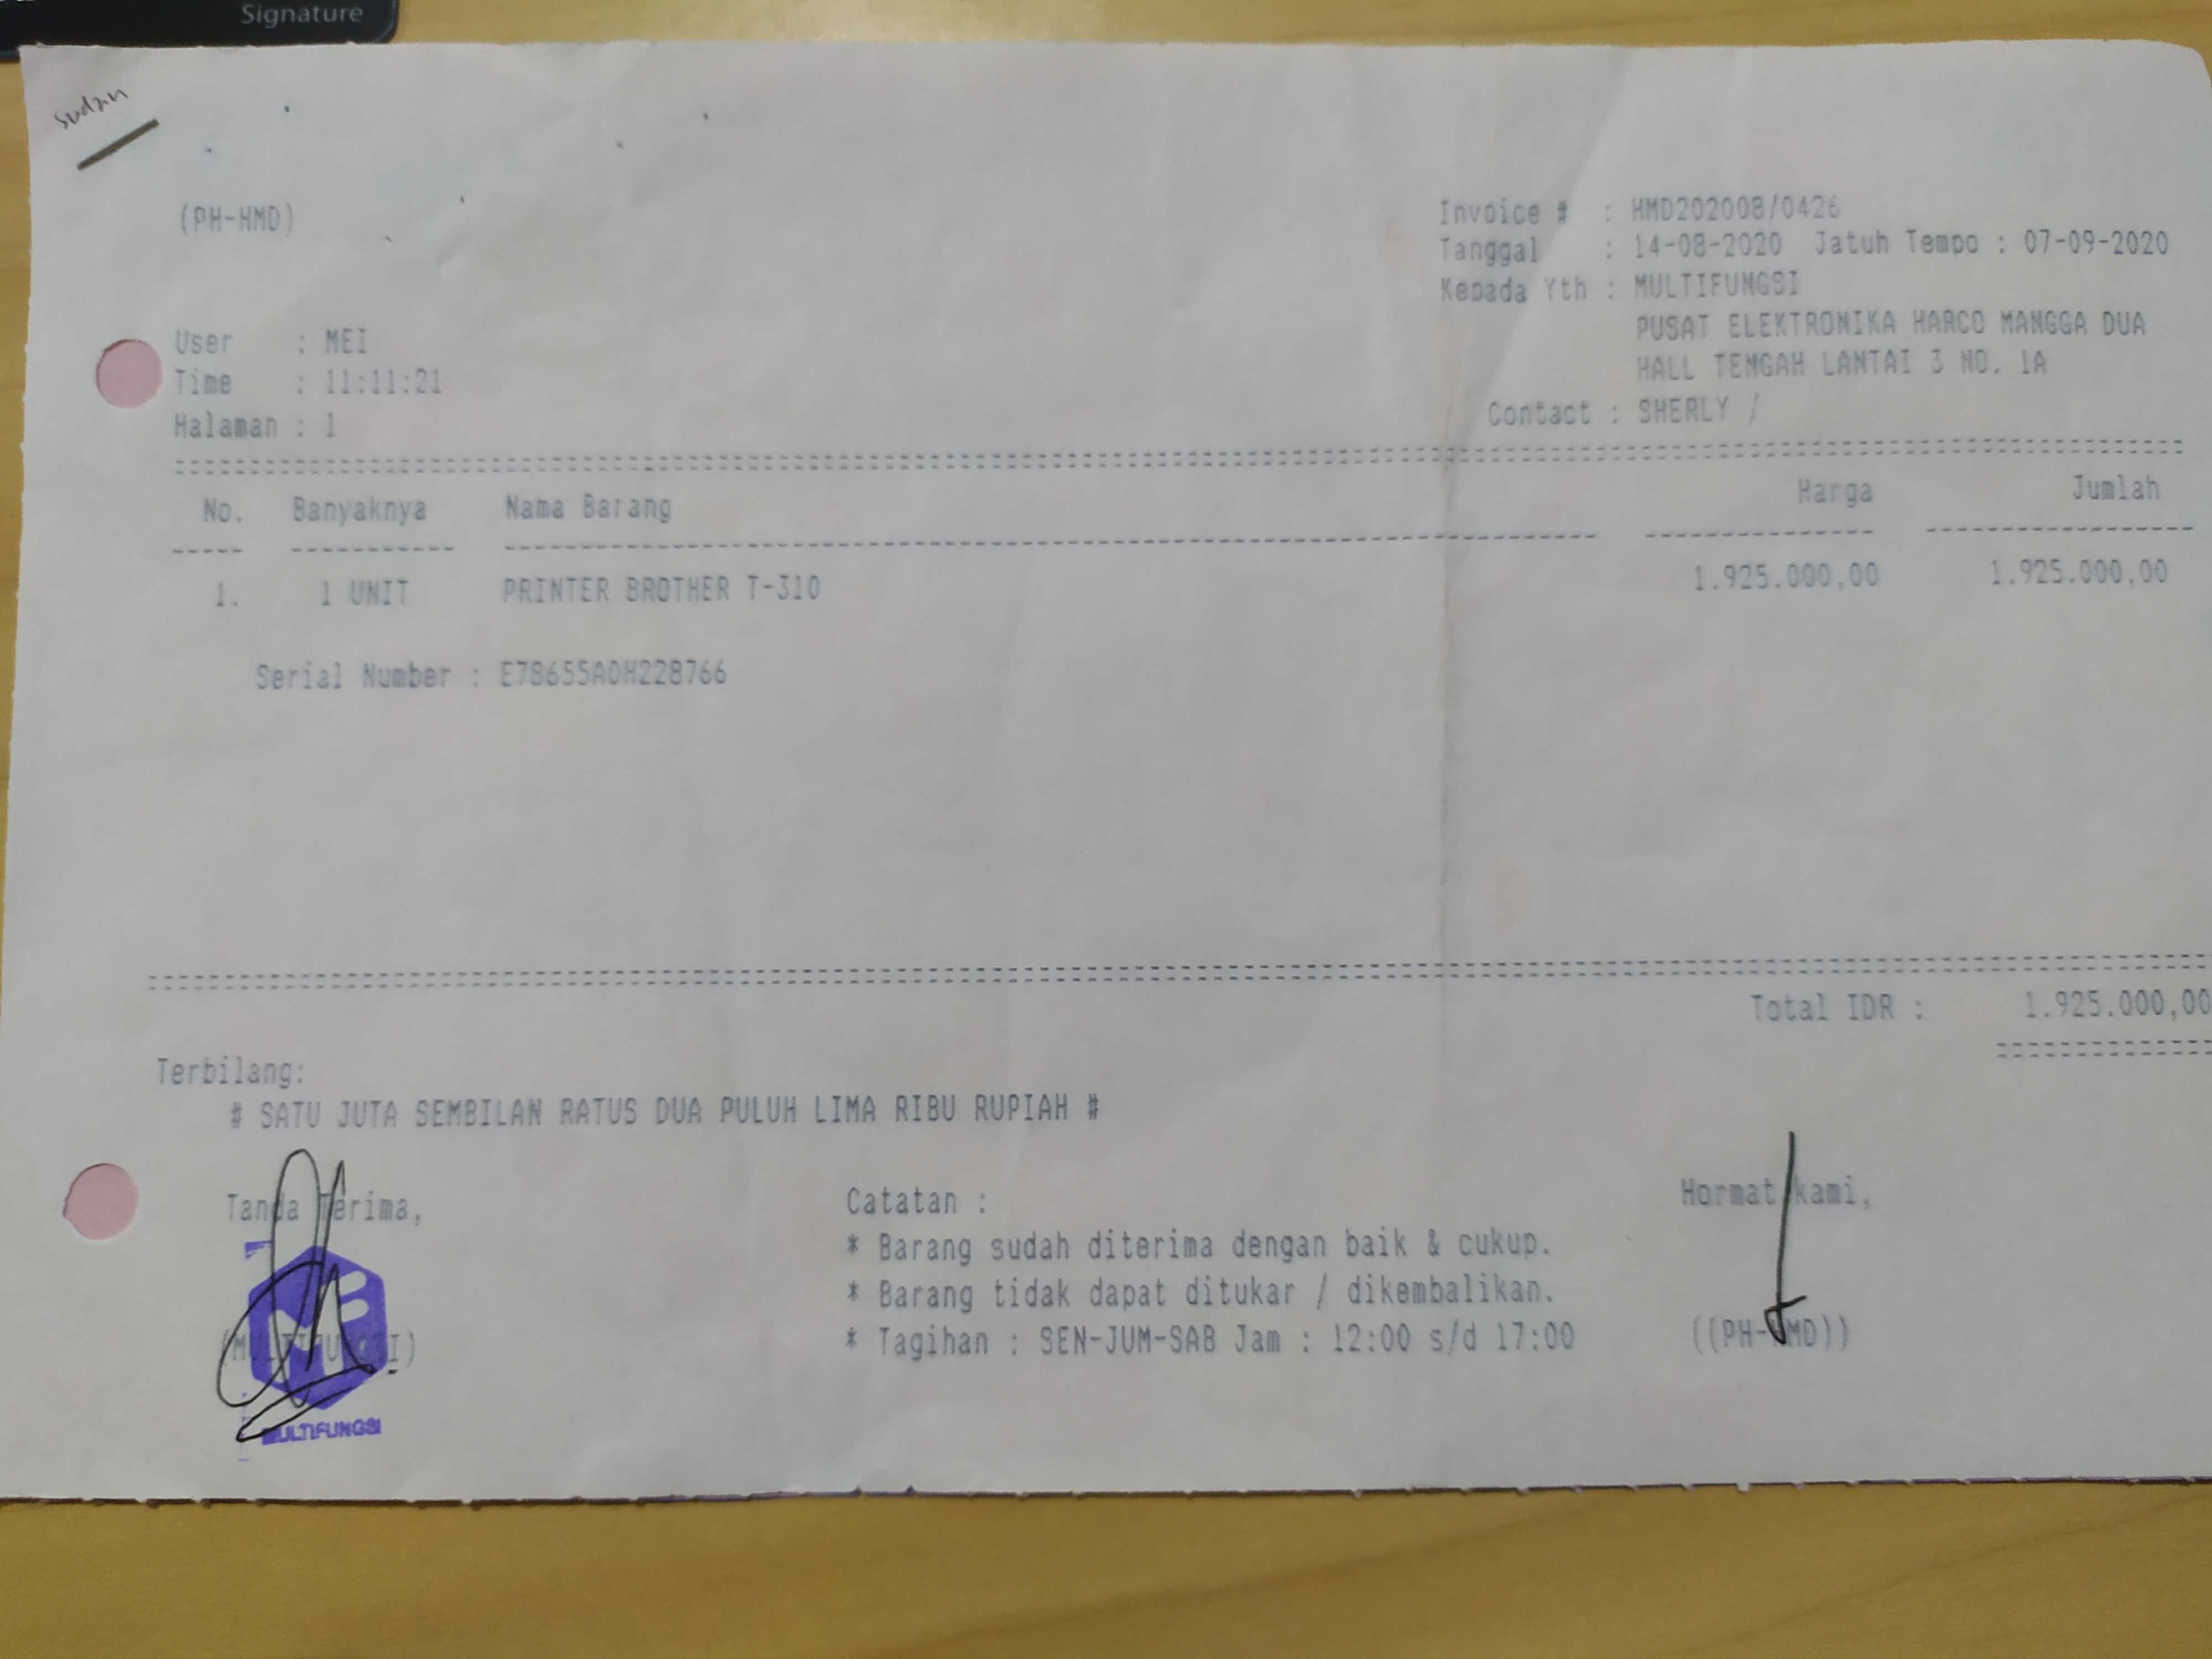 Signature
(PH-HMD)
Invoice # : HMD202008/0426
Tanggal : 14-08-2020 Jatuh Tempo : 07-09-2020
Kepada Yth : MULTIFUNGSI
PUSAT ELEKTRONIKA HARCO MANGGA DUA
HALL TENGAH LANTAI 3 NO. 1A
Contact : SHERLY /
User : MEI
Time : 11:11:21
Halaman : 1
No. Banyaknya Nama Barang Harga Jumlah
1. 1 UNIT PRINTER BROTHER T-310 1.925.000,00 1.925.000,00
Serial Number : E78655A0H228766
Total IDR : 1.925.000,00
Terbilang:
# SATU JUTA SEMBILAN RATUS DUA PULUH LIMA RIBU RUPIAH #
Tanda Terima,
(MULTIFUNGSI)
MULTIFUNGSI
Catatan :
* Barang sudah diterima dengan baik & cukup.
* Barang tidak dapat ditukar / dikembalikan.
* Tagihan : SEN-JUM-SAB Jam : 12:00 s/d 17:00
Hormat kami,
((PH-HMD))